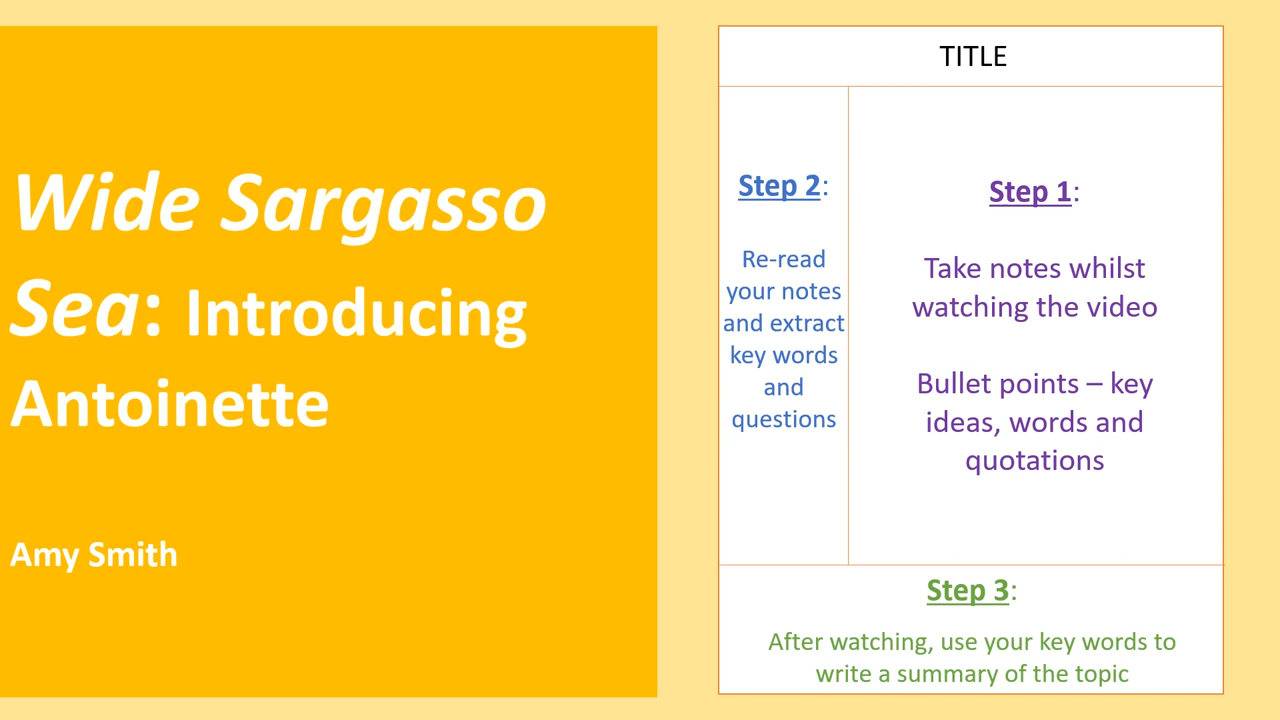 Wide Sargasso
Sea: Introducing
Antoinette
Amy Smith
TITLE
Step 2:
Re-read
your notes
and extract
key words
and
questions
Step 1:
Take notes whilst
watching the video
Bullet points – key
ideas, words and
quotations
Step 3:
After watching, use your key words to
write a summary of the topic